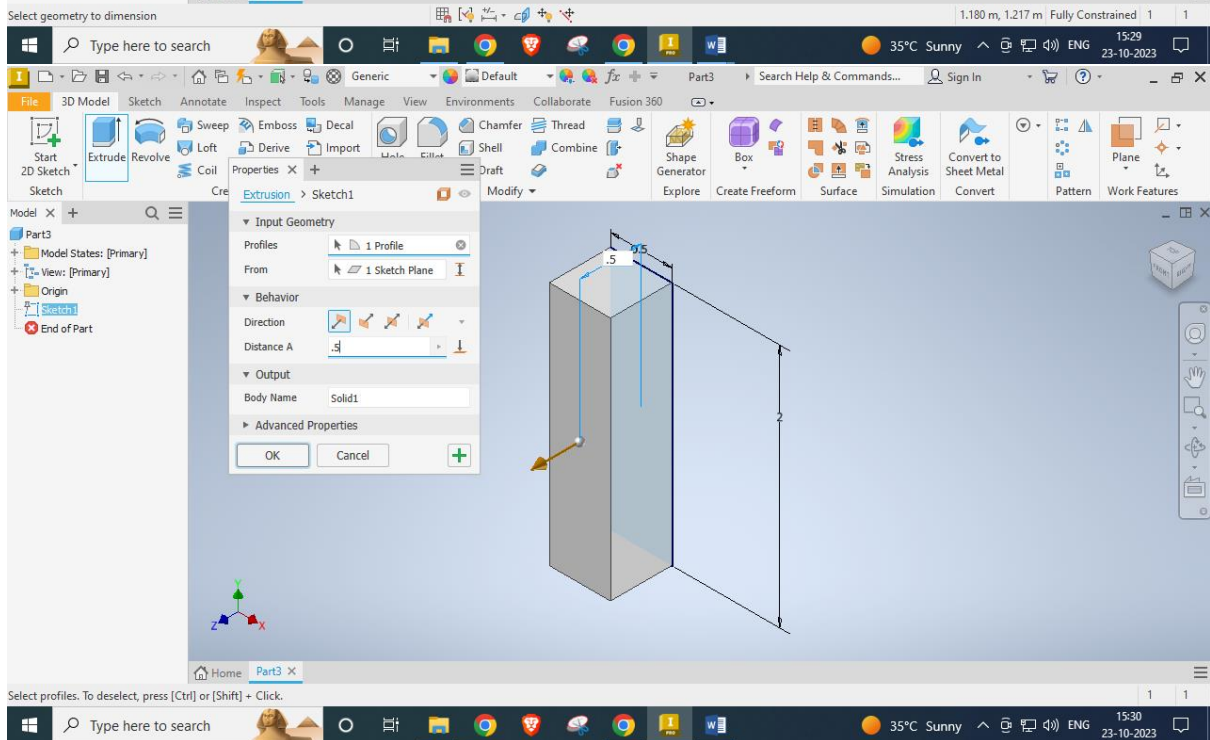 Select geometry to dimension
1.180 m, 1.217 m Fully Constrained 1 1
Type here to search
35°C Sunny ENG 15:29
23-10-2023
Generic Default fx Part3 Search Help & Commands... Sign In
File 3D Model Sketch Annotate Inspect Tools Manage View Environments Collaborate Fusion 360
Start
2D Sketch
Extrude
Revolve
Sweep
Loft
Coil
Emboss
Derive
Decal
Import
Chamfer
Shell
Draft
Thread
Combine
Shape
Generator
Box
Stress
Analysis
Convert to
Sheet Metal
Plane
Sketch Modify Explore Create Freeform Surface Simulation Convert Pattern Work Features
Model
Part3
Model States: [Primary]
View: [Primary]
Origin
Sketch1
End of Part
Properties
Extrusion > Sketch1
Input Geometry
Profiles 1 Profile
From 1 Sketch Plane
Behavior
Direction
Distance A .5
Output
Body Name Solid1
Advanced Properties
OK Cancel
0.5
.5
2
Y
Z
X
Home Part3
Select profiles. To deselect, press [Ctrl] or [Shift] + Click.
1 1
Type here to search
35°C Sunny ENG 15:30
23-10-2023